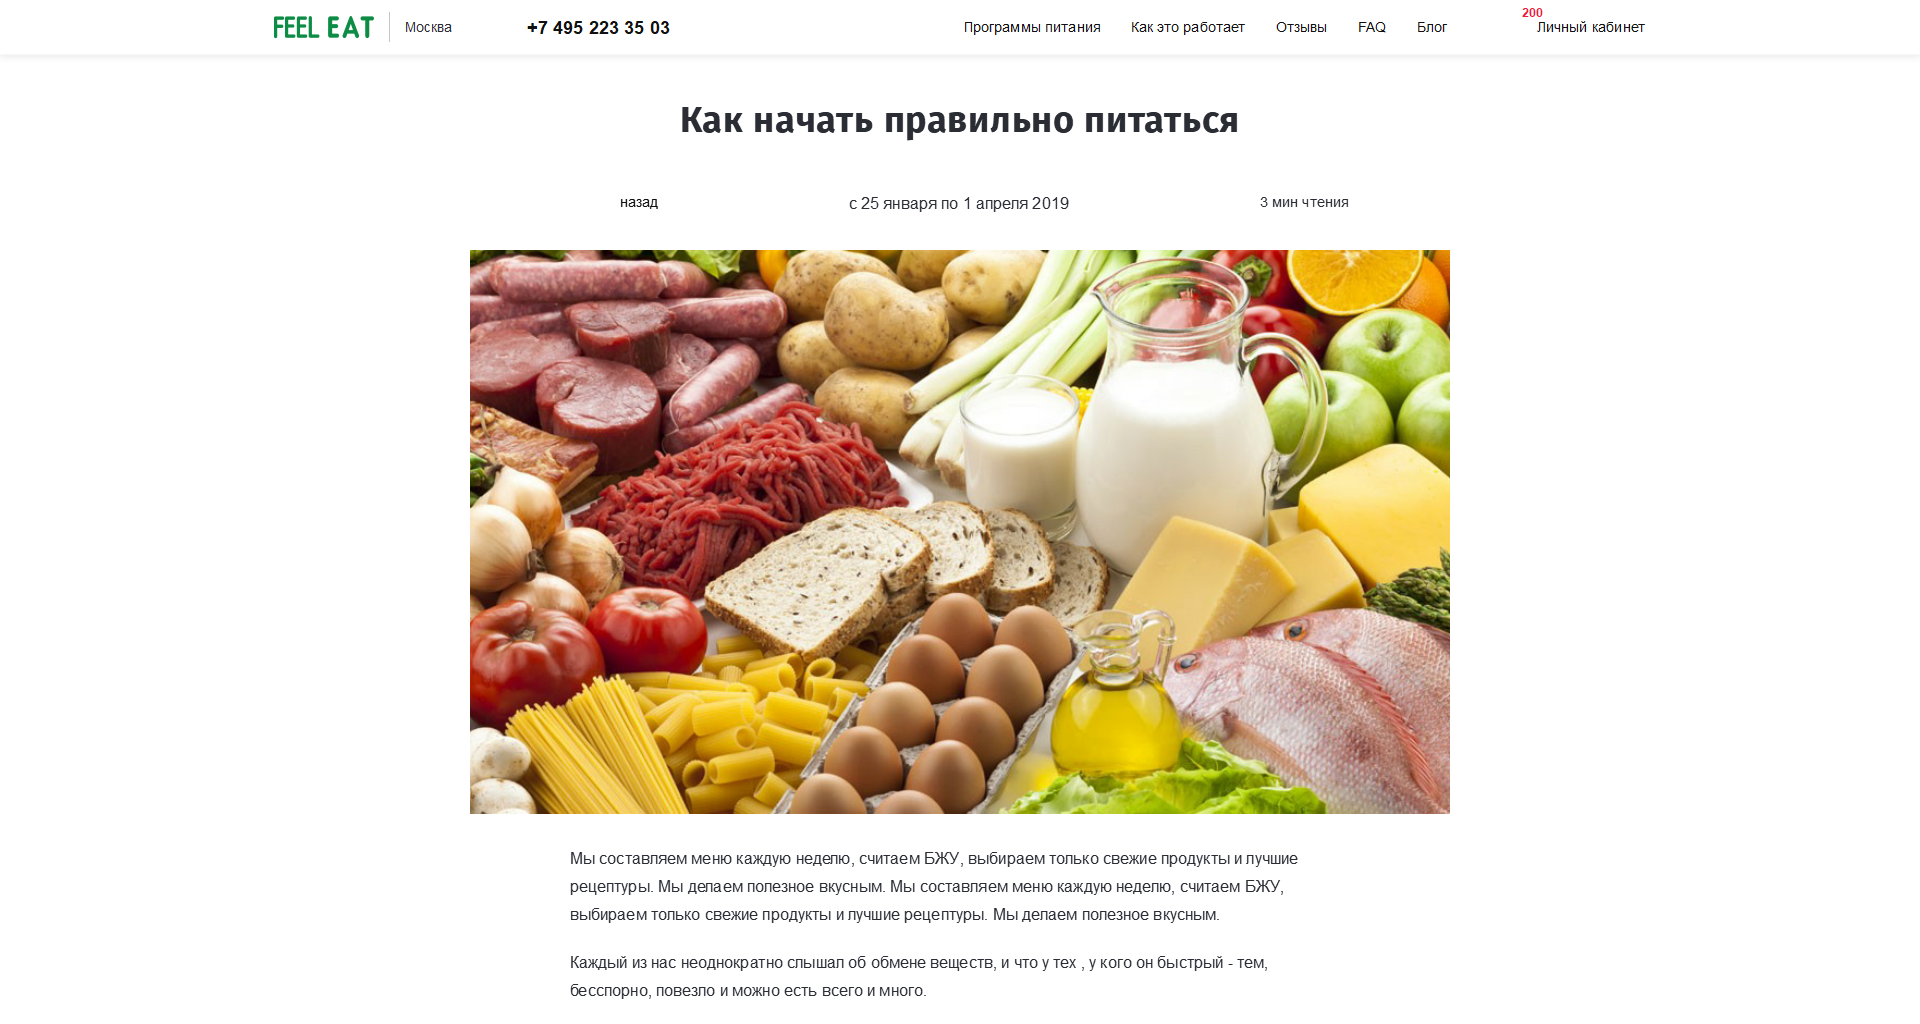 FEEL EAT
Москва
+7 495 223 35 03
Программы питания
Как это работает
Отзывы
FAQ
Блог
200
Личный кабинет
Как начать правильно питаться
назад
с 25 января по 1 апреля 2019
3 мин чтения
Мы составляем меню каждую неделю, считаем БЖУ, выбираем только свежие продукты и лучшие
рецептуры. Мы делаем полезное вкусным. Мы составляем меню каждую неделю, считаем БЖУ,
выбираем только свежие продукты и лучшие рецептуры. Мы делаем полезное вкусным.
Каждый из нас неоднократно слышал об обмене веществ, и что у тех , у кого он быстрый - тем,
бесспорно, повезло и можно есть всего и много.